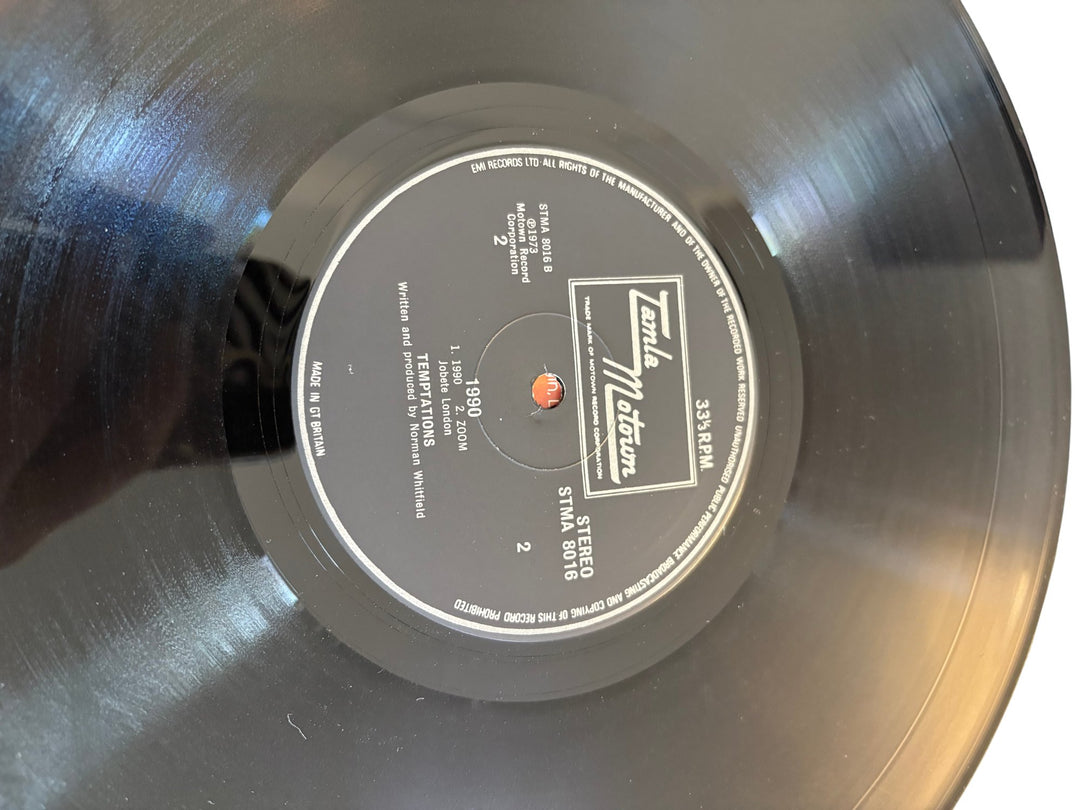 EMI RECORDS LTD · ALL RIGHTS OF THE MANUFACTURER AND OF THE OWNER OF THE RECORDED WORK RESERVED UNAUTHORISED PUBLIC PERFORMANCE BROADCASTING AND COPYING OF THIS RECORD PROHIBITED
33⅓ R.P.M.
Tamla
Motown
TRADE MARK OF MOTOWN RECORD CORPORATION
STMA 8016 B
℗1973
Motown Record
Corporation
2
STEREO
STMA 8016
2
1990
1. 1990 2. ZOOM
Jobete London
TEMPTATIONS
Written and produced by Norman Whitfield
MADE IN GT BRITAIN